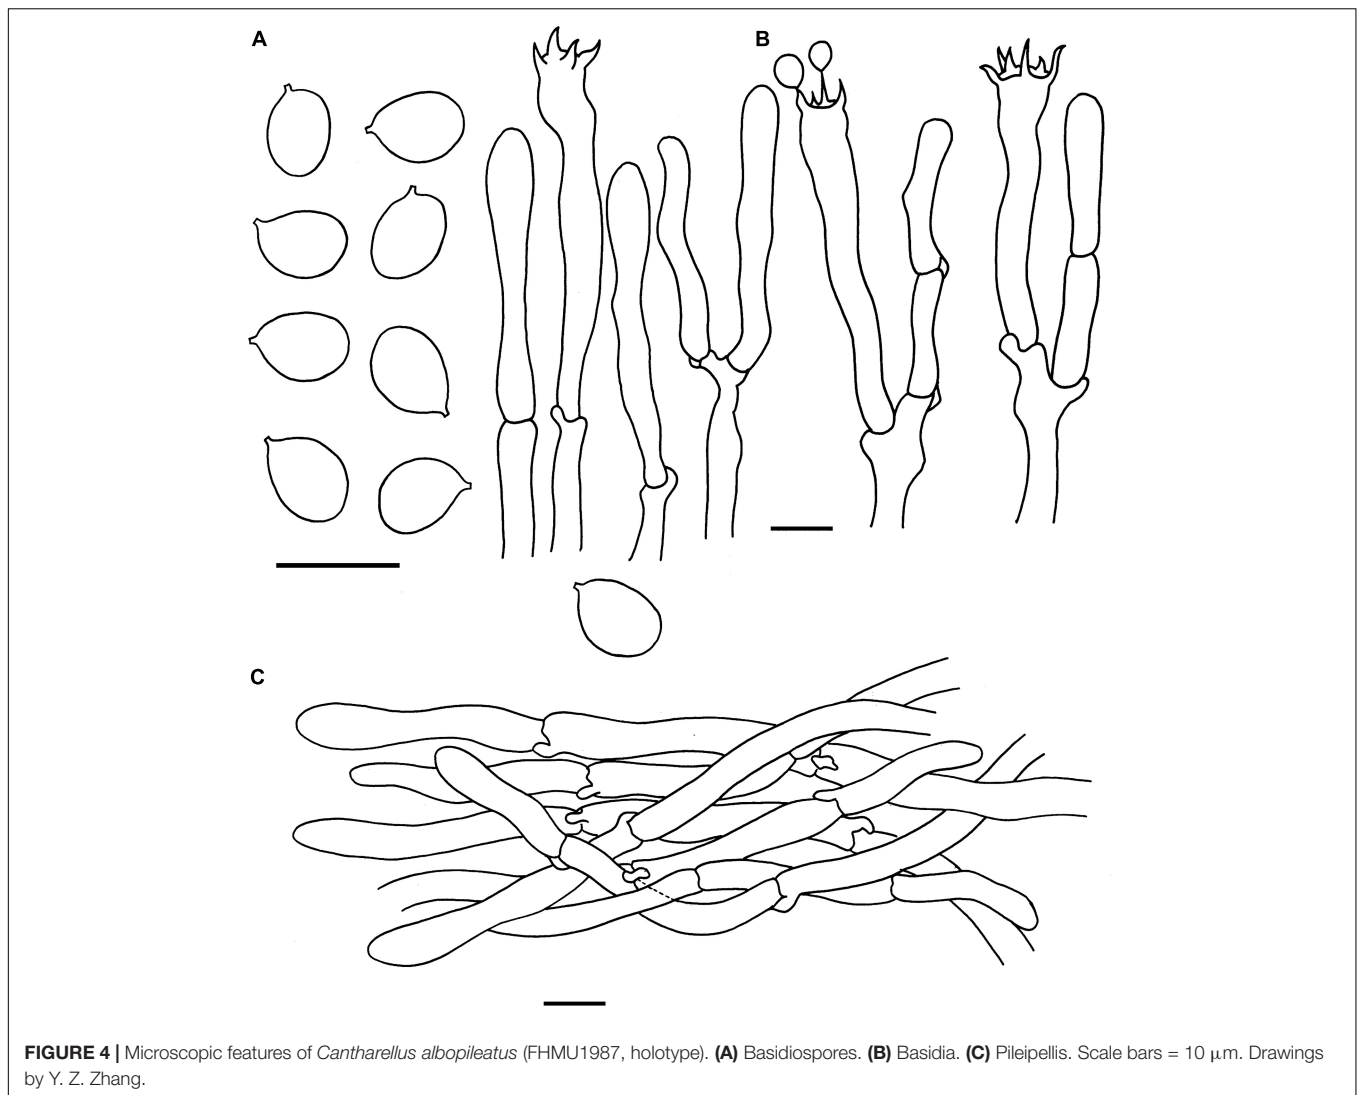 A
B
C
FIGURE 4 | Microscopic features of Cantharellus albopileatus (FHMU1987, holotype). (A) Basidiospores. (B) Basidia. (C) Pileipellis. Scale bars = 10 μm. Drawings
by Y. Z. Zhang.